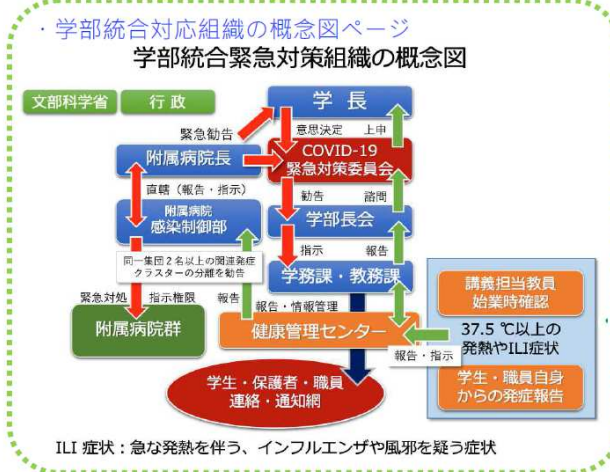 ・学部統合対応組織の概念図ページ
学部統合緊急対策組織の概念図
文部科学省
行 政
学 長
緊急勧告
意思決定 上申
附属病院長
COVID-19
緊急対策委員会
直轄(報告・指示)
勧告 諮問
附属病院
感染制御部
学部長会
同一集団２名以上の関連発症
クラスターの分離を勧告
指示 報告
学務課・教務課
講義担当教員
始業時確認
緊急対処 指示権限 報告
報告・情報管理
附属病院群
健康管理センター
37.5 ℃以上の
発熱やILI症状
報告・指示
学生・職員自身
からの発症報告
学生・保護者・職員
連絡・通知網
ILI 症状：急な発熱を伴う、インフルエンザや風邪を疑う症状